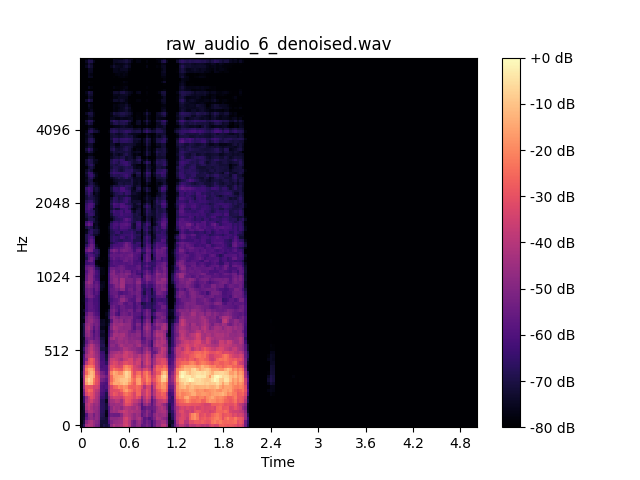 raw_audio_6_denoised.wav
+0 dB
-10 dB
-20 dB
-30 dB
-40 dB
-50 dB
-60 dB
-70 dB
-80 dB
4096
2048
1024
512
0
Hz
0 0.6 1.2 1.8 2.4 3 3.6 4.2 4.8
Time